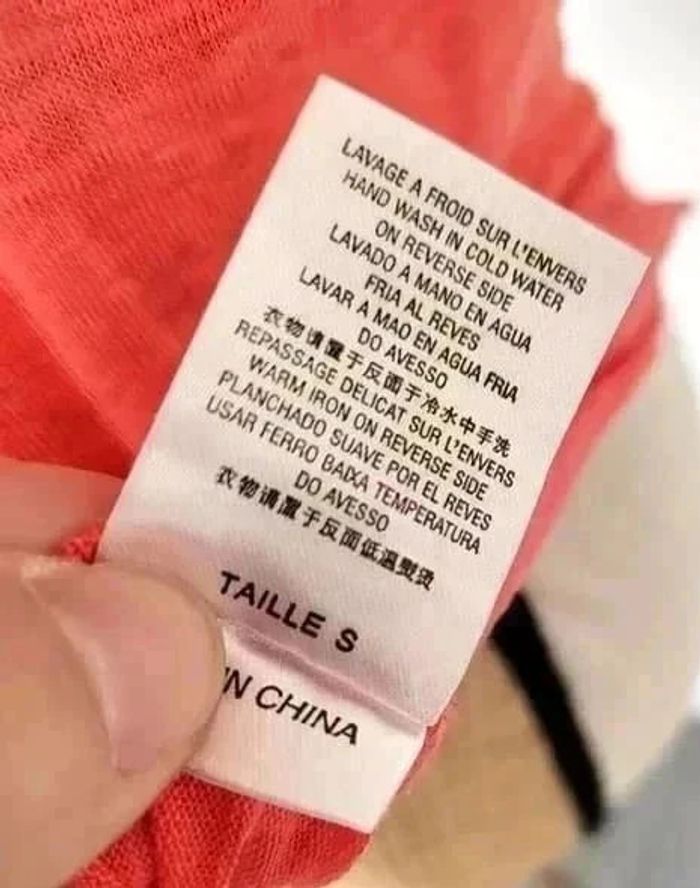 LAVAGE A FROID SUR L'ENVERS
HAND WASH IN COLD WATER
ON REVERSE SIDE
LAVADO A MANO EN AGUA
FRIA AL REVES
LAVAR A MAO EN AGUA FRIA
DO AVESSO
衣物请置于反面于冷水中手洗
REPASSAGE DELICAT SUR L'ENVERS
WARM IRON ON REVERSE SIDE
PLANCHADO SUAVE POR EL REVES
USAR FERRO BAIXA TEMPERATURA
DO AVESSO
衣物请置于反面低温熨烫
TAILLE S
N CHINA